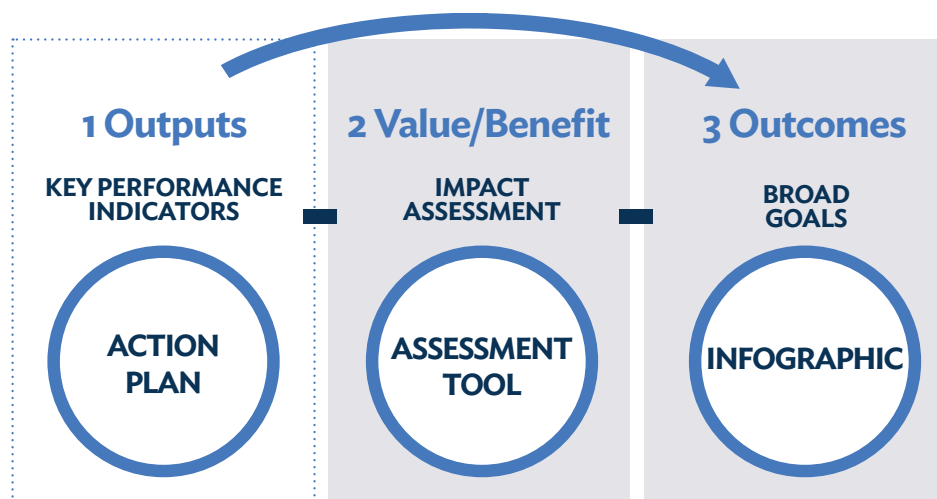 1 Outputs
KEY PERFORMANCE
INDICATORS
ACTION
PLAN
2 Value/Benefit
IMPACT
ASSESSMENT
ASSESSMENT
TOOL
3 Outcomes
BROAD
GOALS
INFOGRAPHIC